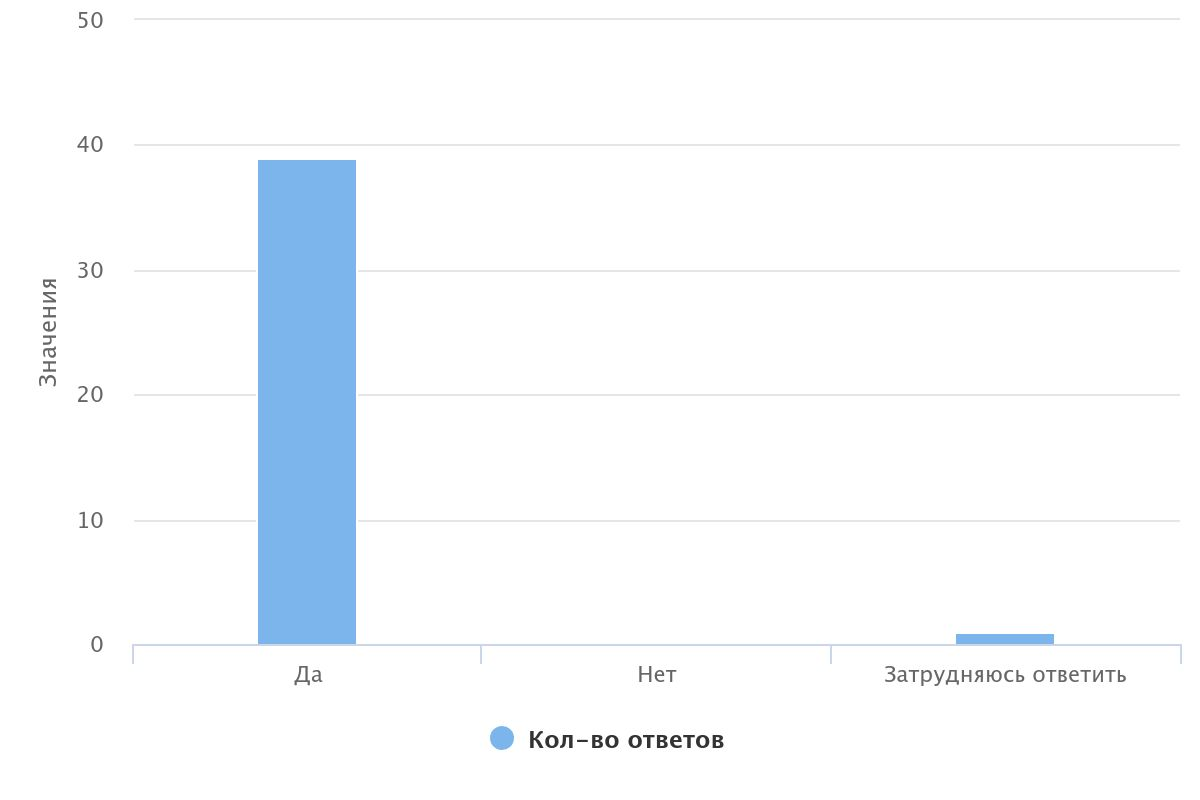 50
40
30
20
10
0
Значения
Да
Нет
Затрудняюсь ответить
Кол-во ответов